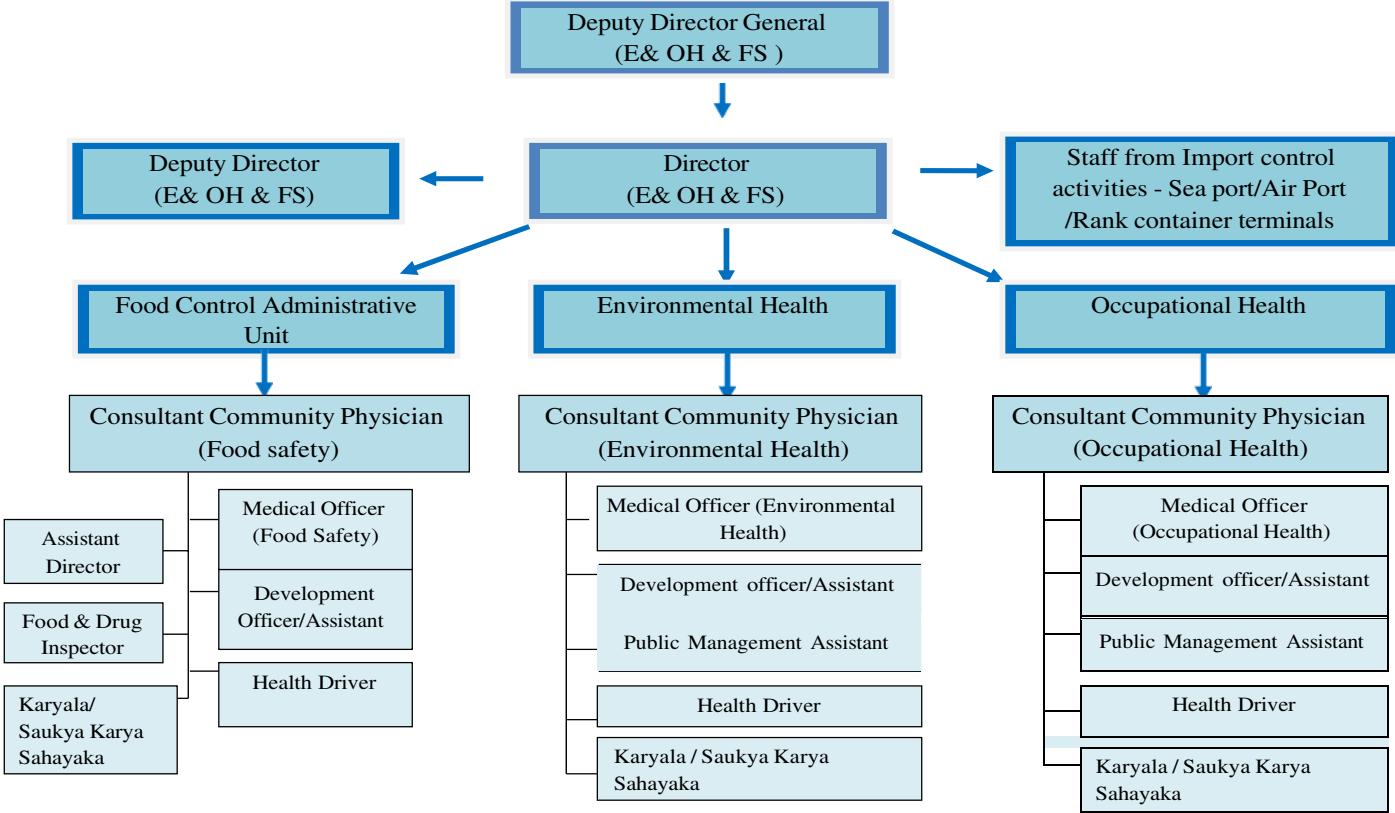 Deputy Director General
(E& OH & FS )
Deputy Director
(E& OH & FS)
Director
(E& OH & FS)
Staff from Import control
activities - Sea port/Air Port
/Rank container terminals
Food Control Administrative
Unit
Environmental Health
Occupational Health
Consultant Community Physician
(Food safety)
Consultant Community Physician
(Environmental Health)
Consultant Community Physician
(Occupational Health)
Assistant
Director
Food & Drug
Inspector
Karyala/
Saukya Karya
Sahayaka
Medical Officer
(Food Safety)
Development
Officer/Assistant
Health Driver
Medical Officer (Environmental
Health)
Development officer/Assistant
Public Management Assistant
Health Driver
Karyala / Saukya Karya
Sahayaka
Medical Officer
(Occupational Health)
Development officer/Assistant
Public Management Assistant
Health Driver
Karyala / Saukya Karya
Sahayaka